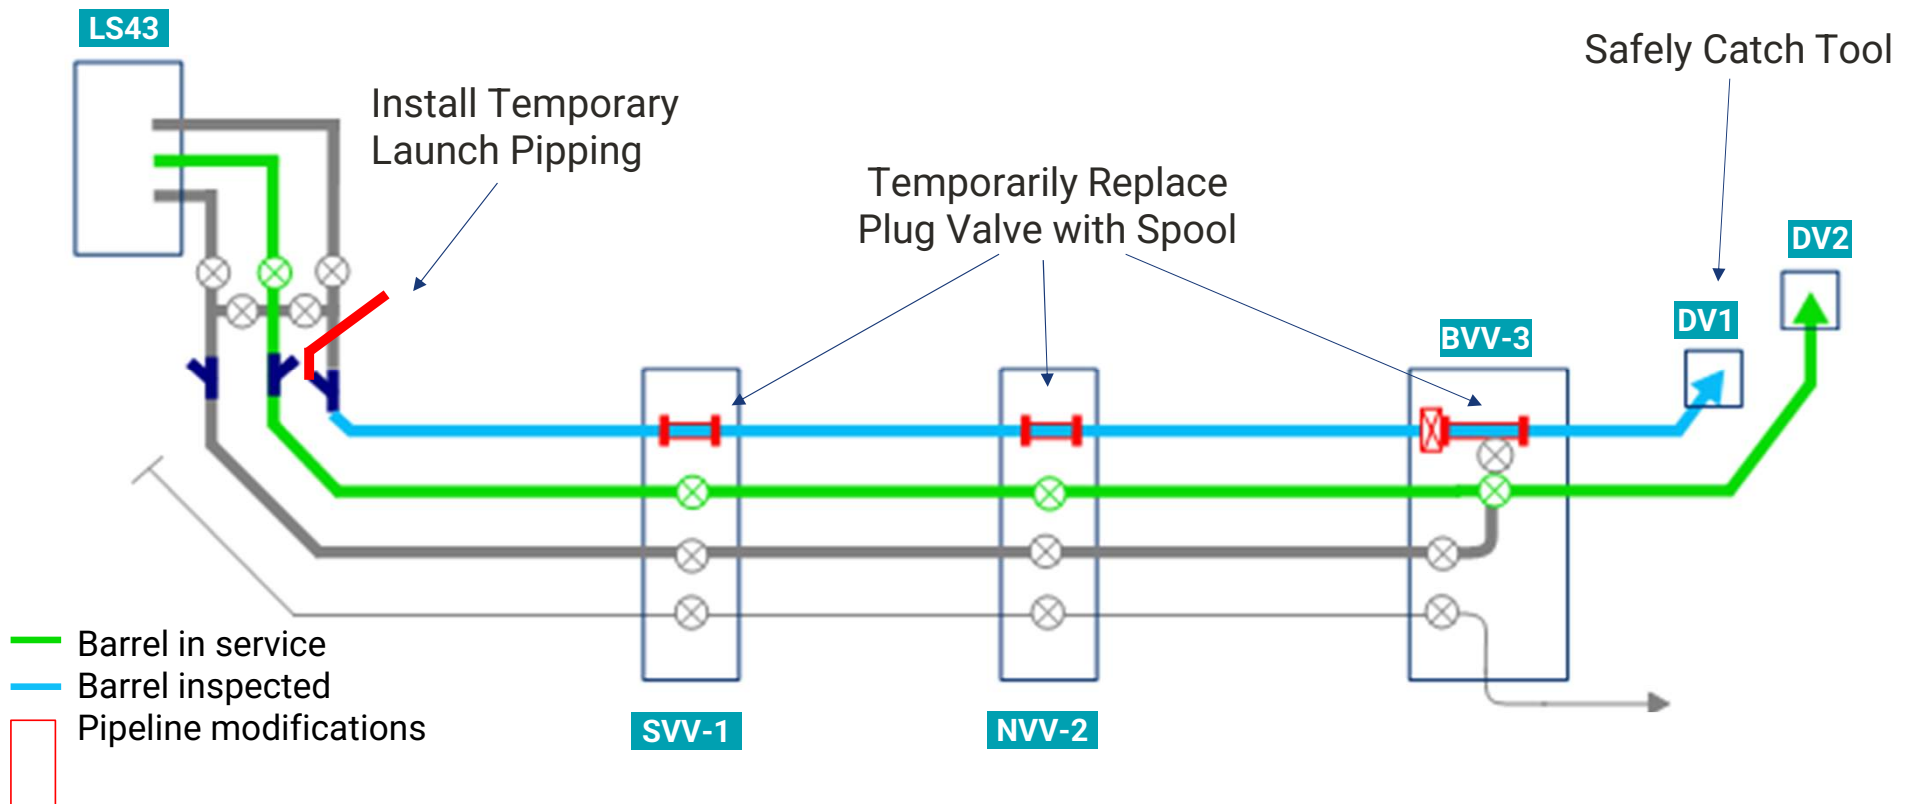 LS43
Install Temporary
Launch Pipping
Temporarily Replace
Plug Valve with Spool
Safely Catch Tool
DV2
DV1
BVV-3
Barrel in service
Barrel inspected
Pipeline modifications
SVV-1
NVV-2